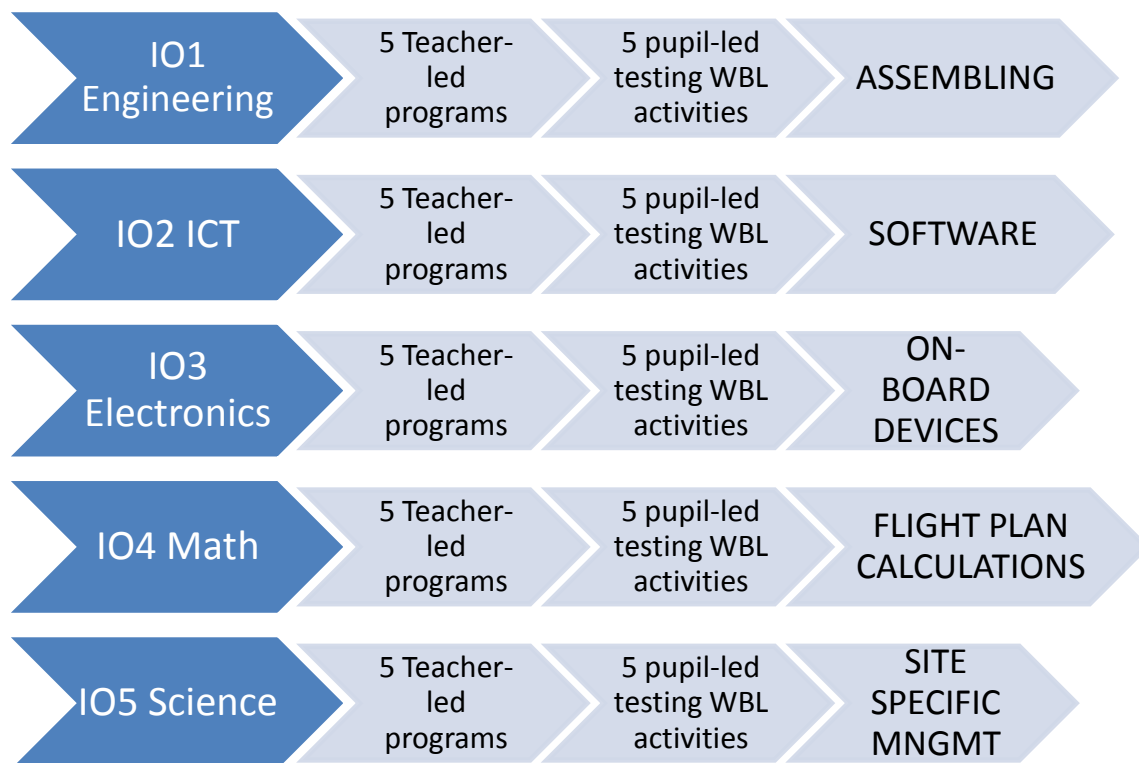 IO1
Engineering
5 Teacher-
led
programs
5 pupil-led
testing WBL
activities
ASSEMBLING
IO2 ICT
5 Teacher-
led
programs
5 pupil-led
testing WBL
activities
SOFTWARE
IO3
Electronics
5 Teacher-
led
programs
5 pupil-led
testing WBL
activities
ON-
BOARD
DEVICES
IO4 Math
5 Teacher-
led
programs
5 pupil-led
testing WBL
activities
FLIGHT PLAN
CALCULATIONS
IO5 Science
5 Teacher-
led
programs
5 pupil-led
testing WBL
activities
SITE
SPECIFIC
MNGMT